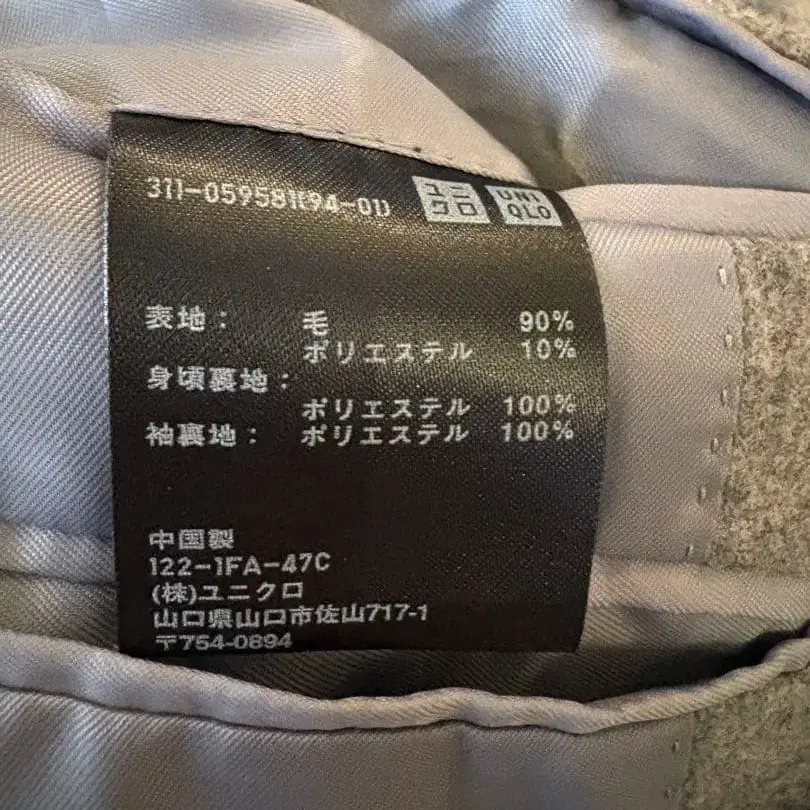 311-059581(94-01)
ユニクロ
UNIQLO
表地： 毛 90%
ポリエステル 10%
身頃裏地：
ポリエステル 100%
袖裏地： ポリエステル 100%
中国製
122-1FA-47C
(株)ユニクロ
山口県山口市佐山717-1
〒754-0894